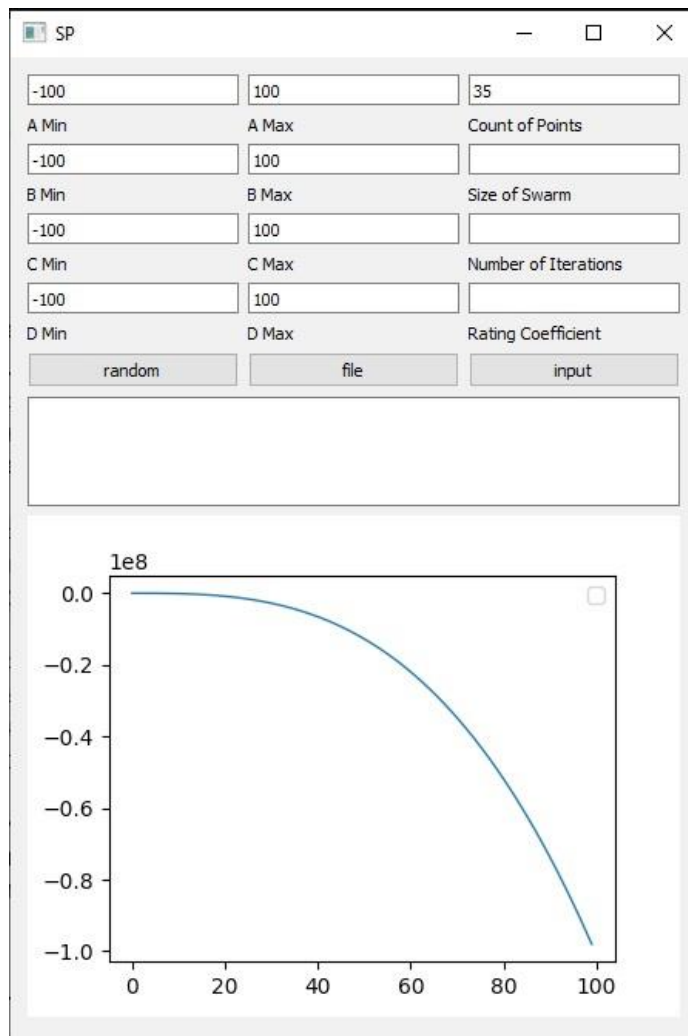 SP
-100 100 35
A Min A Max Count of Points
-100 100
B Min B Max Size of Swarm
-100 100
C Min C Max Number of Iterations
-100 100
D Min D Max Rating Coefficient
random file input
1e8
0.0
−0.2
−0.4
−0.6
−0.8
−1.0
0 20 40 60 80 100